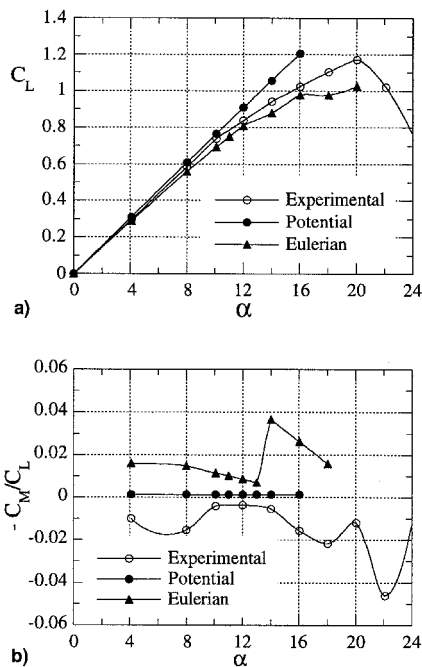 1.4
C_L
1.2
1
0.8
0.6
0.4
0.2
0
Experimental
Potential
Eulerian
0 4 8 12 16 20 24
a)
α
0.06
0.04
0.02
0
-0.02
-0.04
-0.06
- C_M/C_L
Experimental
Potential
Eulerian
0 4 8 12 16 20 24
b)
α